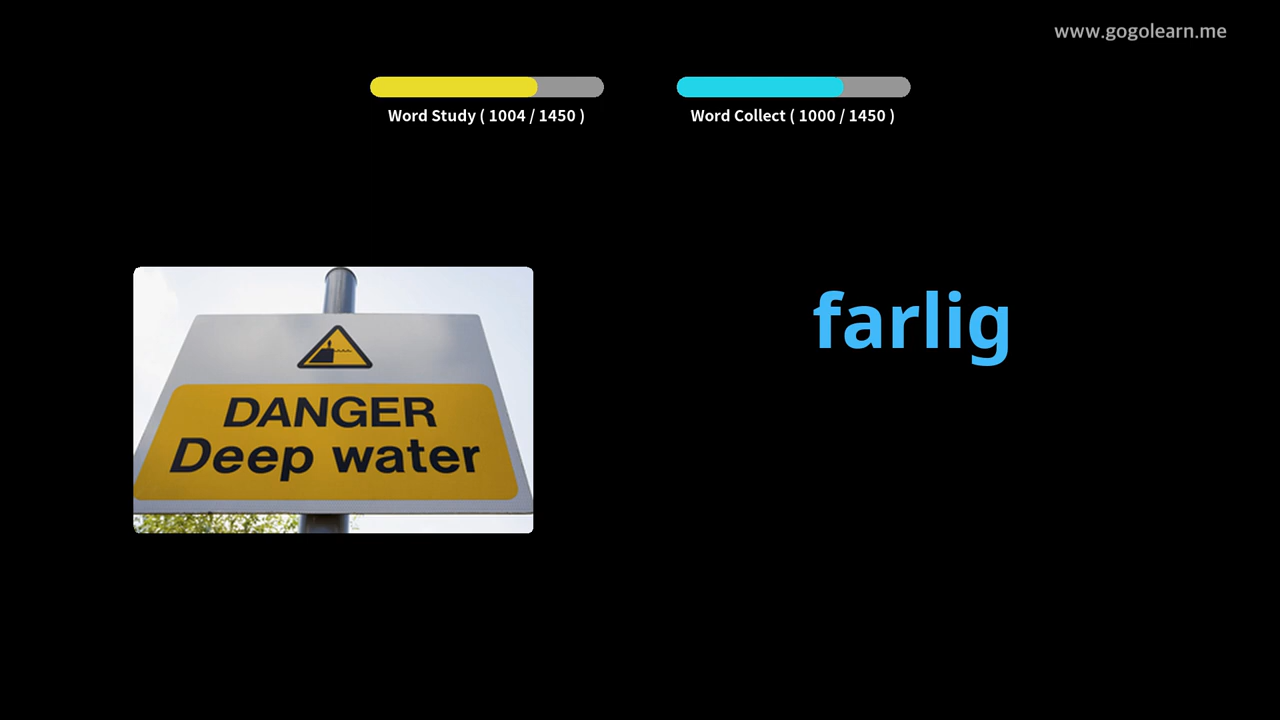 www.gogolearn.me
Word Study ( 1004 / 1450 )
Word Collect ( 1000 / 1450 )
DANGER
Deep water
farlig